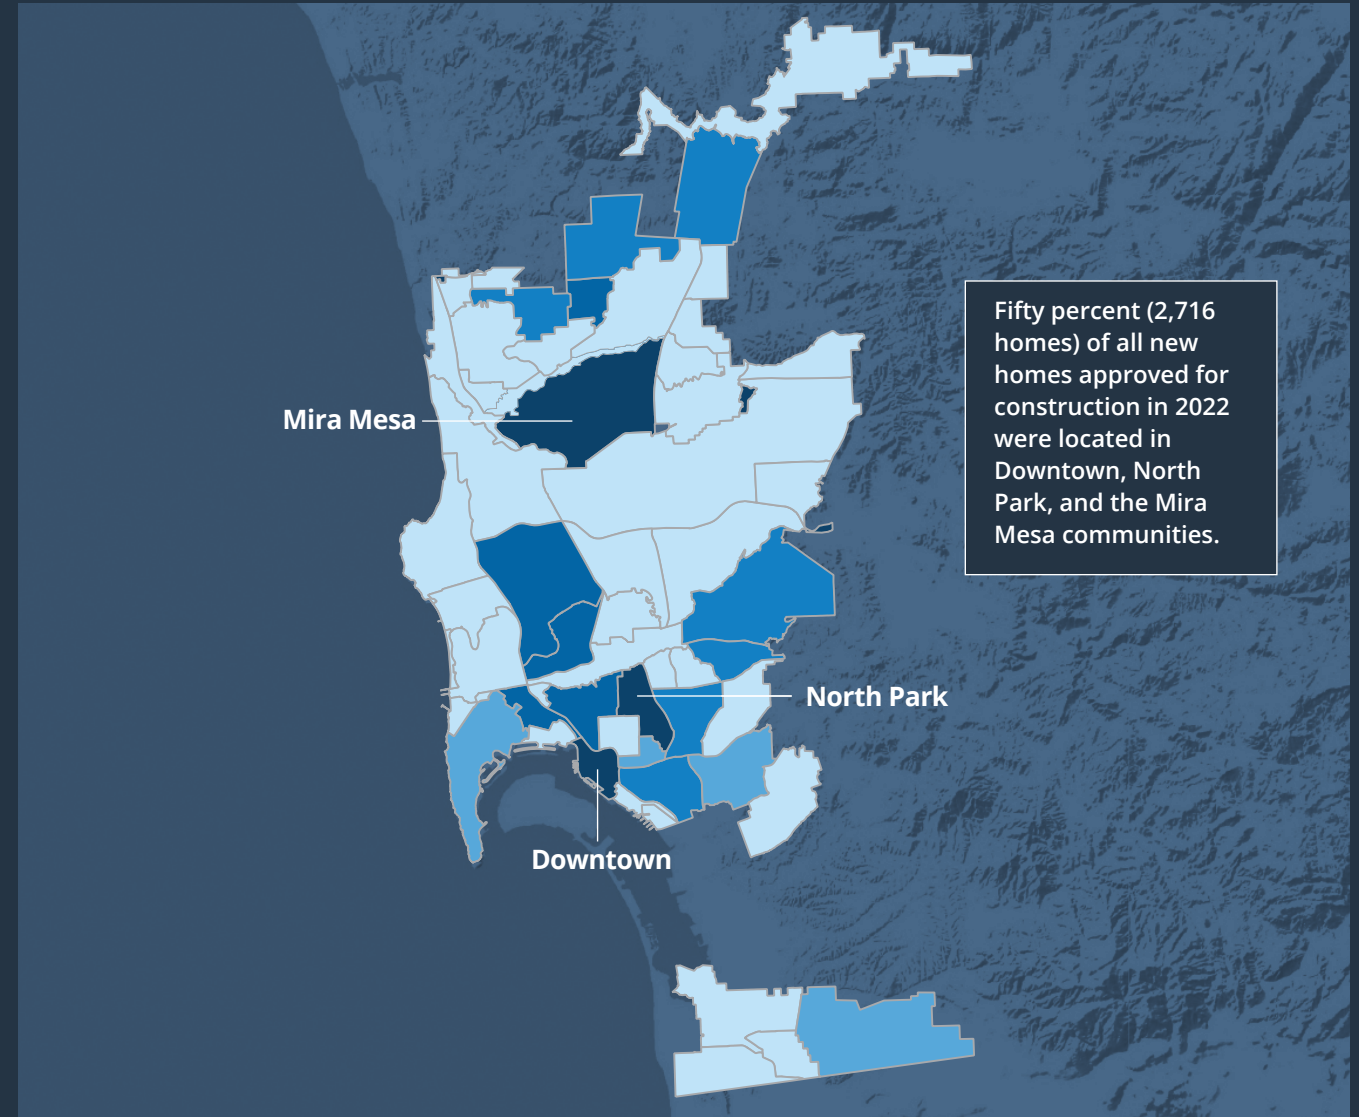 Fifty percent (2,716
homes) of all new
homes approved for
construction in 2022
were located in
Downtown, North
Park, and the Mira
Mesa communities.
Mira Mesa
North Park
Downtown